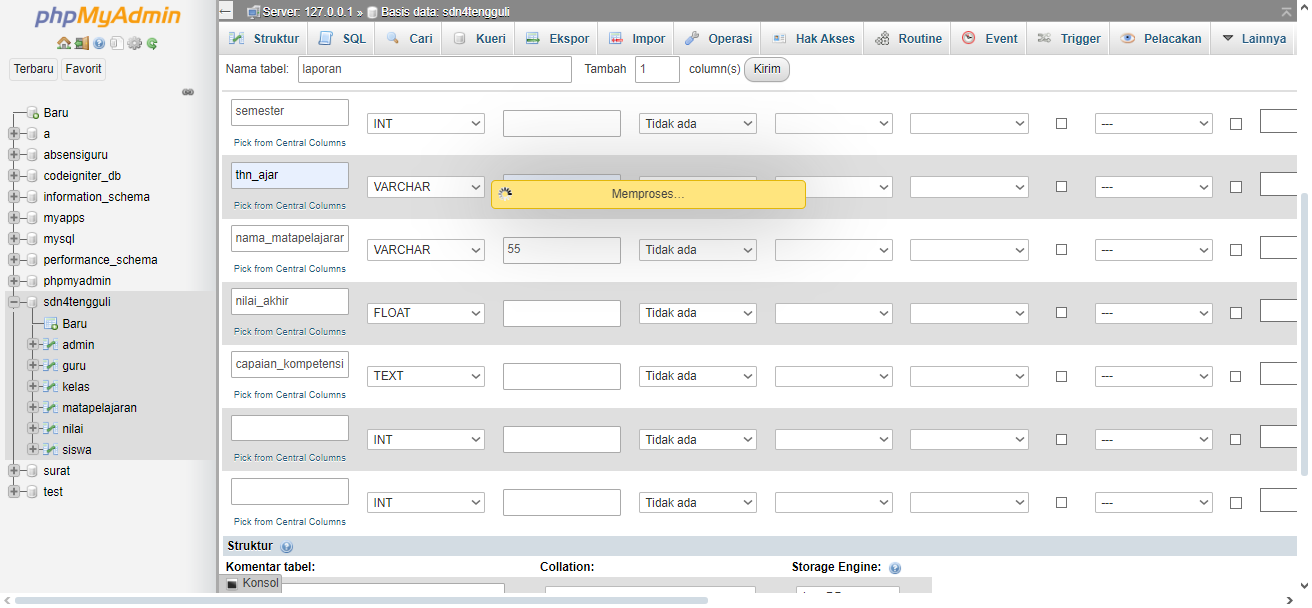 phpMyAdmin
Server: 127.0.0.1 » Basis data: sdn4tengguli
Struktur SQL Cari Kueri Ekspor Impor Operasi Hak Akses Routine Event Trigger Pelacakan Lainnya
Terbaru Favorit
Nama tabel: laporan Tambah 1 column(s) Kirim
Baru
a
absensiguru
codeigniter_db
information_schema
myapps
mysql
performance_schema
phpmyadmin
sdn4tengguli
Baru
admin
guru
kelas
matapelajaran
nilai
siswa
surat
test
semester INT Tidak ada ---
Pick from Central Columns
thn_ajar VARCHAR ---
Pick from Central Columns
Memproses...
nama_matapelajarar VARCHAR 55 Tidak ada ---
Pick from Central Columns
nilai_akhir FLOAT Tidak ada ---
Pick from Central Columns
capaian_kompetensi TEXT Tidak ada ---
Pick from Central Columns
INT Tidak ada ---
Pick from Central Columns
INT Tidak ada ---
Pick from Central Columns
Struktur
Komentar tabel: Collation: Storage Engine:
Konsol